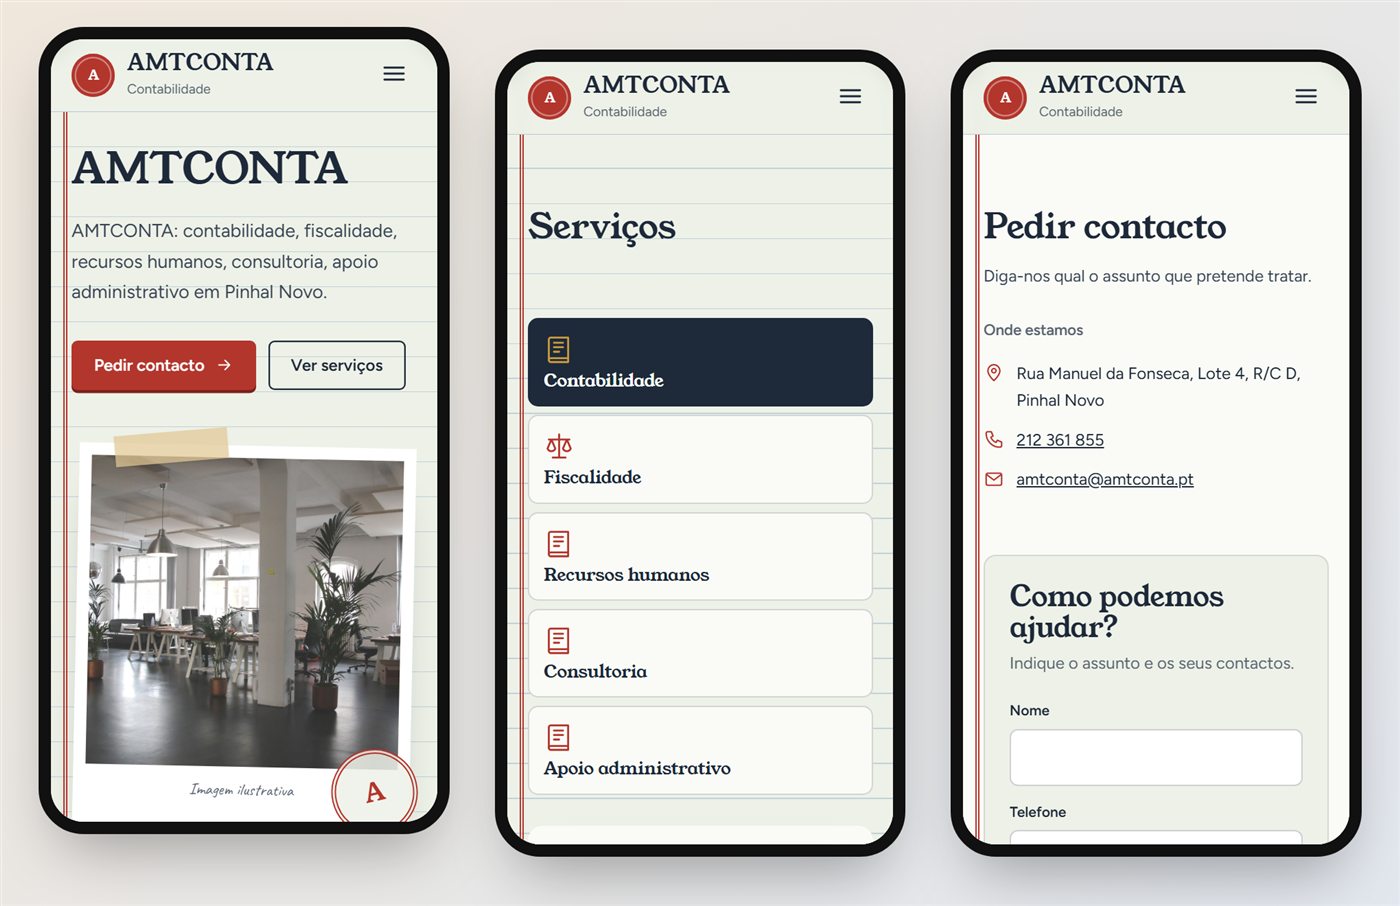 A
AMTCONTA
Contabilidade
AMTCONTA
AMTCONTA: contabilidade, fiscalidade,
recursos humanos, consultoria, apoio
administrativo em Pinhal Novo.
Pedir contacto
Ver serviços
Imagem ilustrativa
A
A
AMTCONTA
Contabilidade
Serviços
Contabilidade
Fiscalidade
Recursos humanos
Consultoria
Apoio administrativo
A
AMTCONTA
Contabilidade
Pedir contacto
Diga-nos qual o assunto que pretende tratar.
Onde estamos
Rua Manuel da Fonseca, Lote 4, R/C D,
Pinhal Novo
212 361 855
amtconta@amtconta.pt
Como podemos
ajudar?
Indique o assunto e os seus contactos.
Nome
Telefone